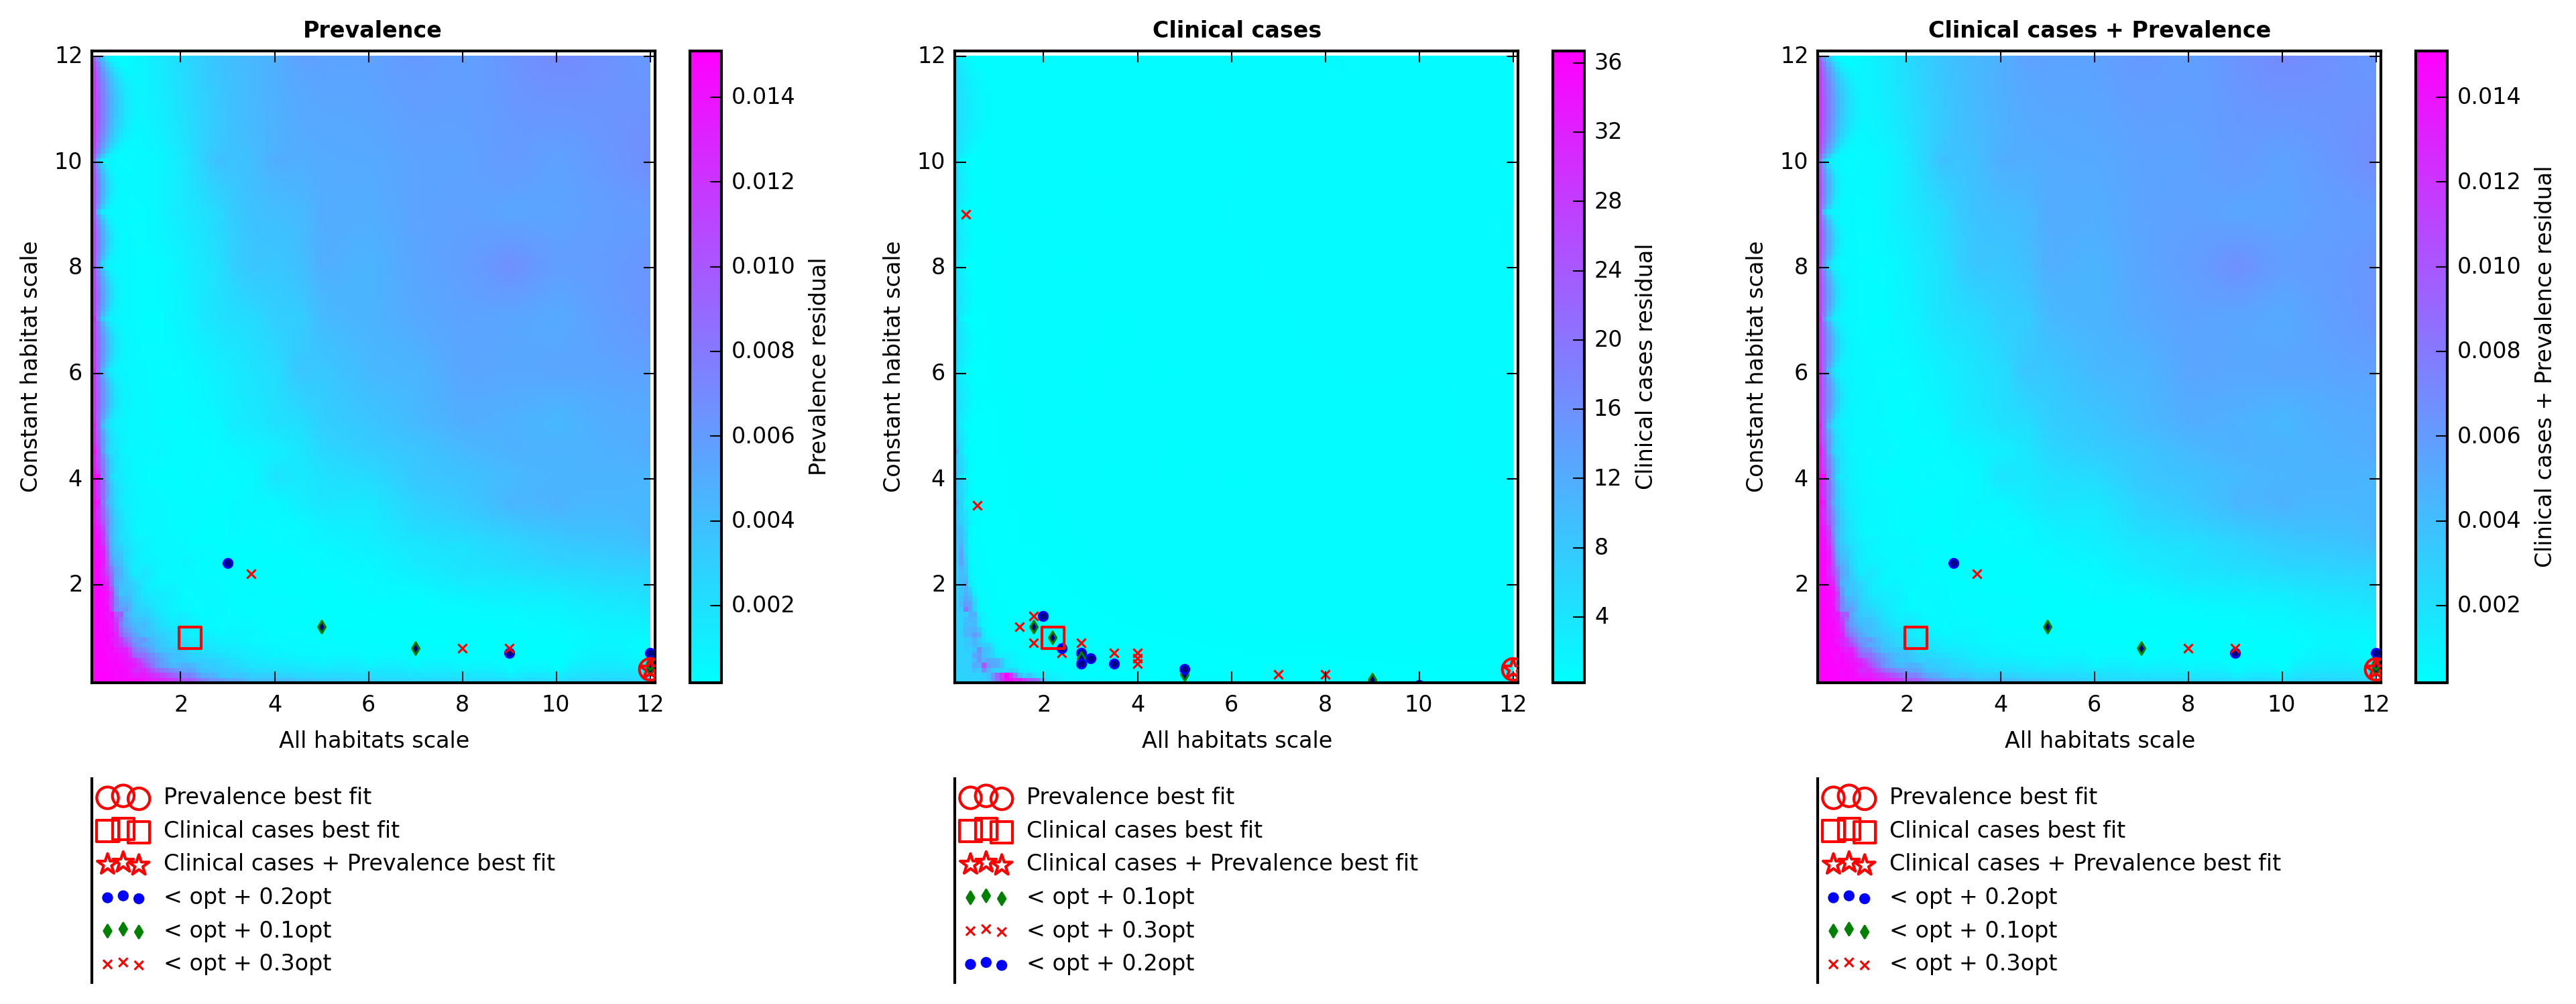 Prevalence
12
10
8
6
4
2
2 4 6 8 10 12
Constant habitat scale
All habitats scale
0.014
0.012
0.010
0.008
0.006
0.004
0.002
Prevalence residual
Prevalence best fit
Clinical cases best fit
Clinical cases + Prevalence best fit
< opt + 0.2opt
< opt + 0.1opt
< opt + 0.3opt
Clinical cases
12
10
8
6
4
2
2 4 6 8 10 12
Constant habitat scale
All habitats scale
36
32
28
24
20
16
12
8
4
Clinical cases residual
Prevalence best fit
Clinical cases best fit
Clinical cases + Prevalence best fit
< opt + 0.1opt
< opt + 0.3opt
< opt + 0.2opt
Clinical cases + Prevalence
12
10
8
6
4
2
2 4 6 8 10 12
Constant habitat scale
All habitats scale
0.014
0.012
0.010
0.008
0.006
0.004
0.002
Clinical cases + Prevalence residual
Prevalence best fit
Clinical cases best fit
Clinical cases + Prevalence best fit
< opt + 0.2opt
< opt + 0.1opt
< opt + 0.3opt